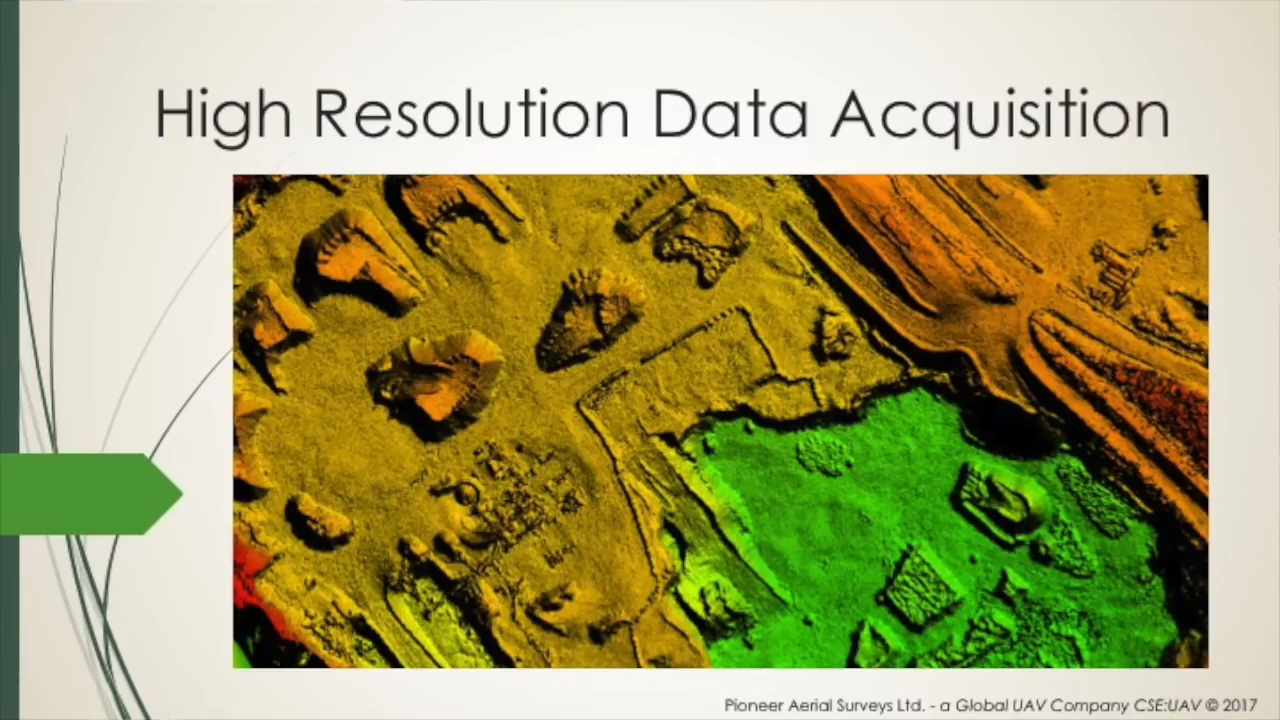 High Resolution Data Acquisition
Pioneer Aerial Surveys Ltd. - a Global UAV Company CSE:UAV © 2017